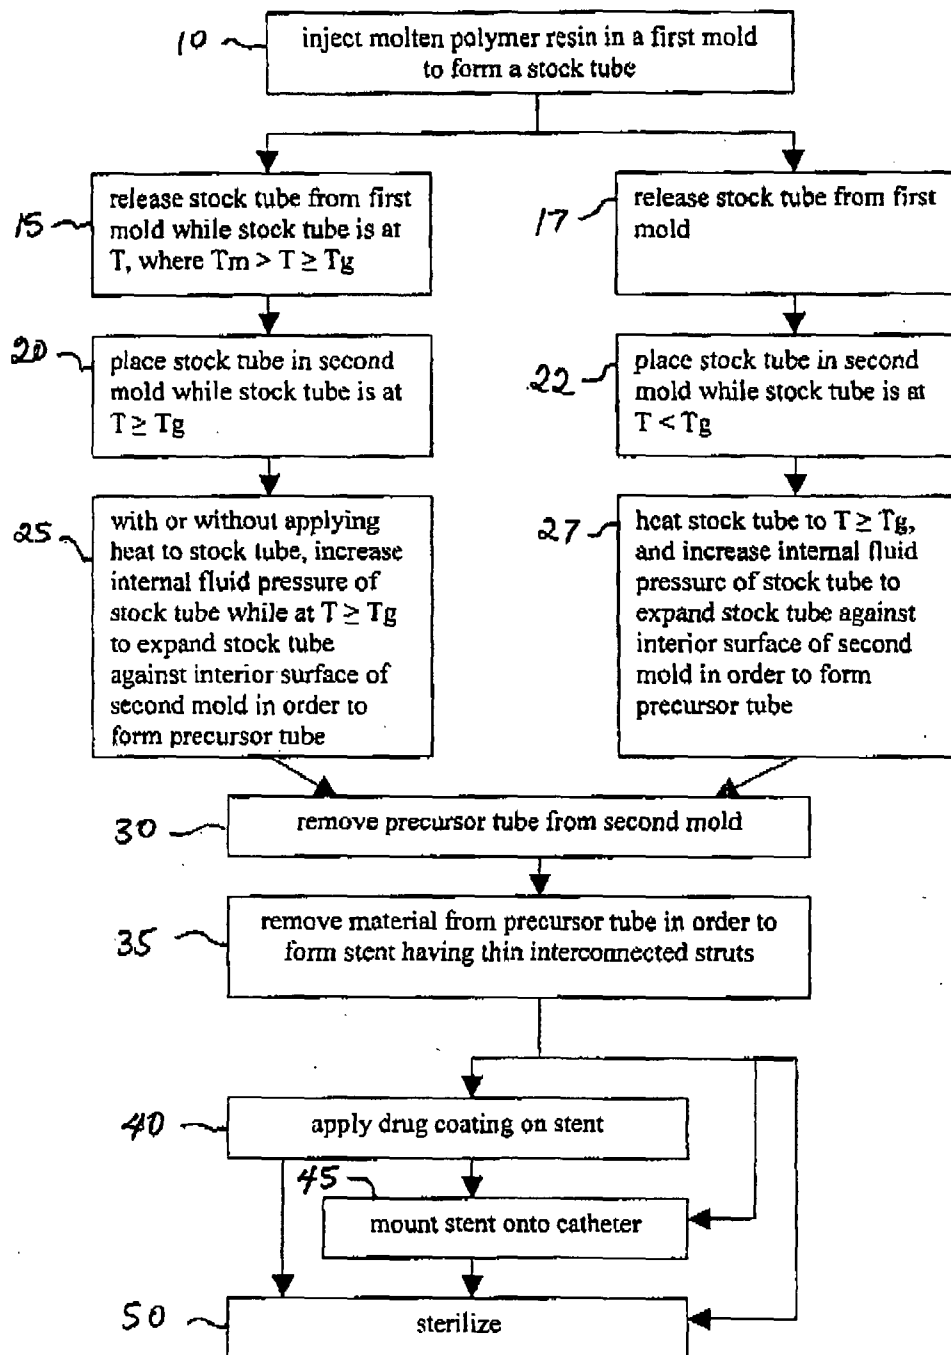 10
inject molten polymer resin in a first mold
to form a stock tube
15
release stock tube from first
mold while stock tube is at
T, where Tm > T ≥ Tg
17
release stock tube from first
mold
20
place stock tube in second
mold while stock tube is at
T ≥ Tg
22
place stock tube in second
mold while stock tube is at
T < Tg
25
with or without applying
heat to stock tube, increase
internal fluid pressure of
stock tube while at T ≥ Tg
to expand stock tube
against interior surface of
second mold in order to
form precursor tube
27
heat stock tube to T ≥ Tg,
and increase internal fluid
pressure of stock tube to
expand stock tube against
interior surface of second
mold in order to form
precursor tube
30
remove precursor tube from second mold
35
remove material from precursor tube in order to
form stent having thin interconnected struts
40
apply drug coating on stent
45
mount stent onto catheter
50
sterilize